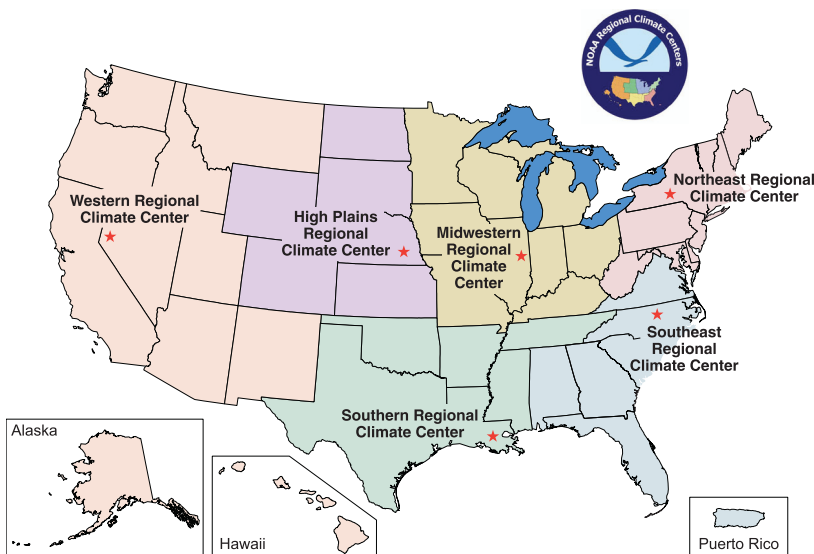 NOAA Regional Climate Centers
Western Regional
Climate Center
High Plains
Regional
Climate Center
Midwestern
Regional
Climate
Center
Northeast Regional
Climate Center
Southeast
Regional
Climate Center
Southern Regional
Climate Center
Alaska
Hawaii
Puerto Rico